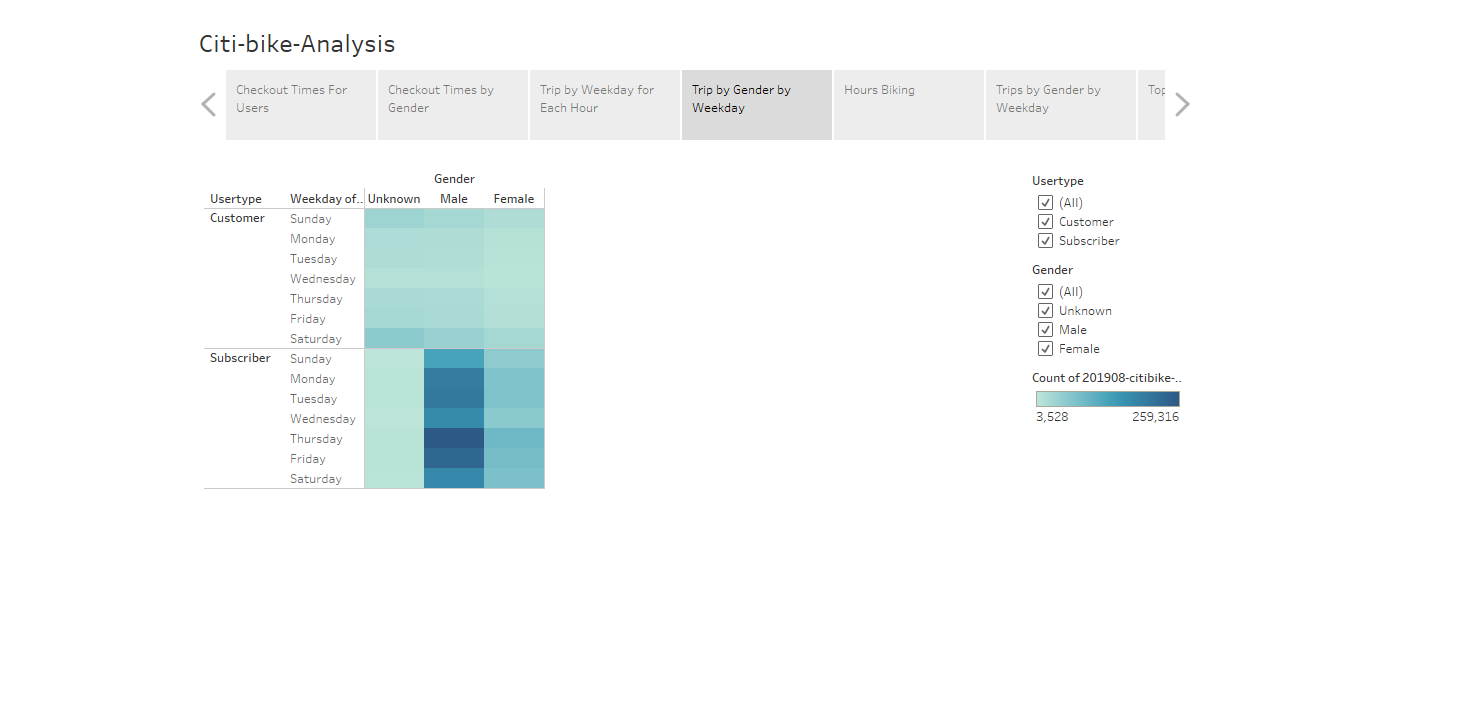 Citi-bike-Analysis
Checkout Times For
Users
Checkout Times by
Gender
Trip by Weekday for
Each Hour
Trip by Gender by
Weekday
Hours Biking
Trips by Gender by
Weekday
Top
Gender
Usertype Weekday of.. Unknown Male Female
Customer Sunday
Monday
Tuesday
Wednesday
Thursday
Friday
Saturday
Subscriber Sunday
Monday
Tuesday
Wednesday
Thursday
Friday
Saturday
Usertype
(All)
Customer
Subscriber
Gender
(All)
Unknown
Male
Female
Count of 201908-citibike-..
3,528 259,316